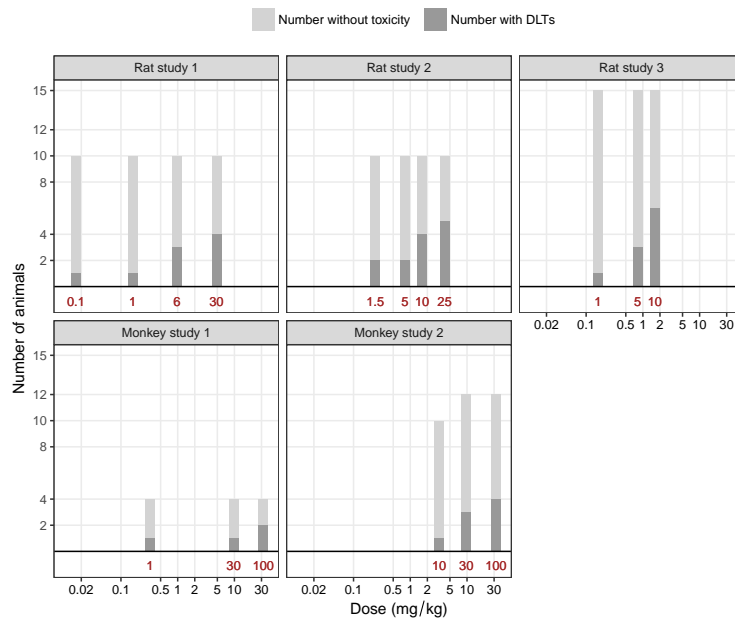 Number without toxicity Number with DLTs
Rat study 1 Rat study 2 Rat study 3
15
12
10
8
4
2
0.1 1 6 30 1.5 5 10 25 1 5 10
0.02 0.1 0.5 1 2 5 10 30
Number of animals
Monkey study 1 Monkey study 2
15
12
10
8
4
2
1 30 100 10 30 100
0.02 0.1 0.5 1 2 5 10 30 0.02 0.1 0.5 1 2 5 10 30
Dose (mg/kg)